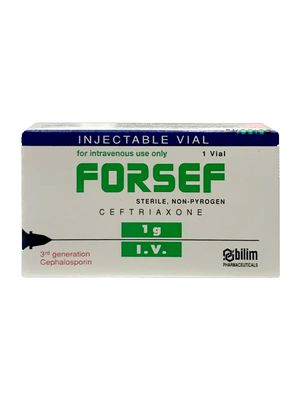 INJECTABLE VIAL
for intravenous use only
1 Vial
FORSEF
STERILE, NON-PYROGEN
CEFTRIAXONE
1g
I.V.
3rd generation
Cephalosporin
bilim
PHARMACEUTICALS